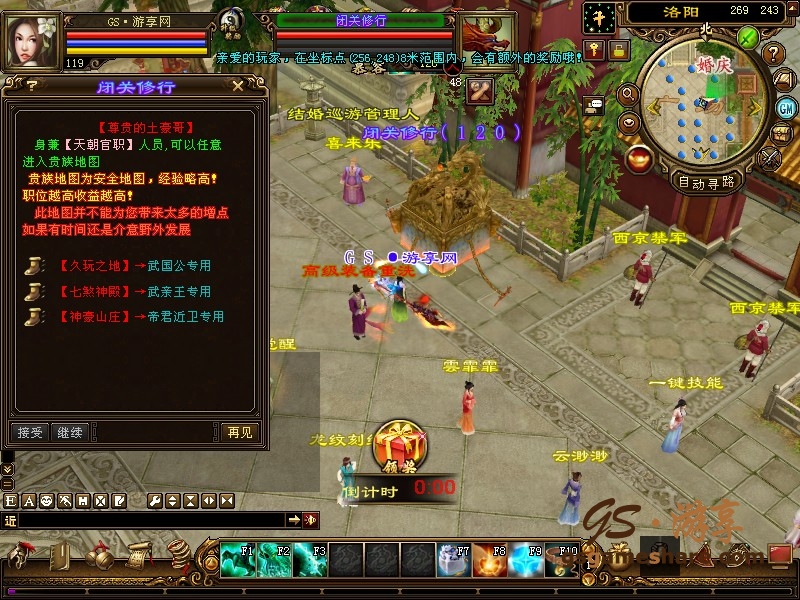 GS·游享网
119
闭关修行
洛阳
269 243
北
亲爱的玩家，在坐标点(256,248)8米范围内，会有额外的奖励哦！
慕容
48
婚庆
GM
自动寻路
? 闭关修行
【尊贵的土豪哥】
身兼【天朝官职】人员,可以任意
进入贵族地图
贵族地图为安全地图，经验略高！
职位越高收益越高！
此地图并不能为您带来太多的增点
如果有时间还是介意野外发展
【久玩之地】→武国公专用
【七煞神殿】→武亲王专用
【神豪山庄】→帝君近卫专用
接受
继续
再见
结婚巡游管理人
喜来乐
闭关修行(120)
GS●游享网
高级装备重洗
西京禁军
西京禁军
觉醒
雲霏霏
一键技能
龙纹刻
云渺渺
领奖
倒计时
0:00
近
F1
F2
F3
F7
F8
F9
F10
1
GS·游享